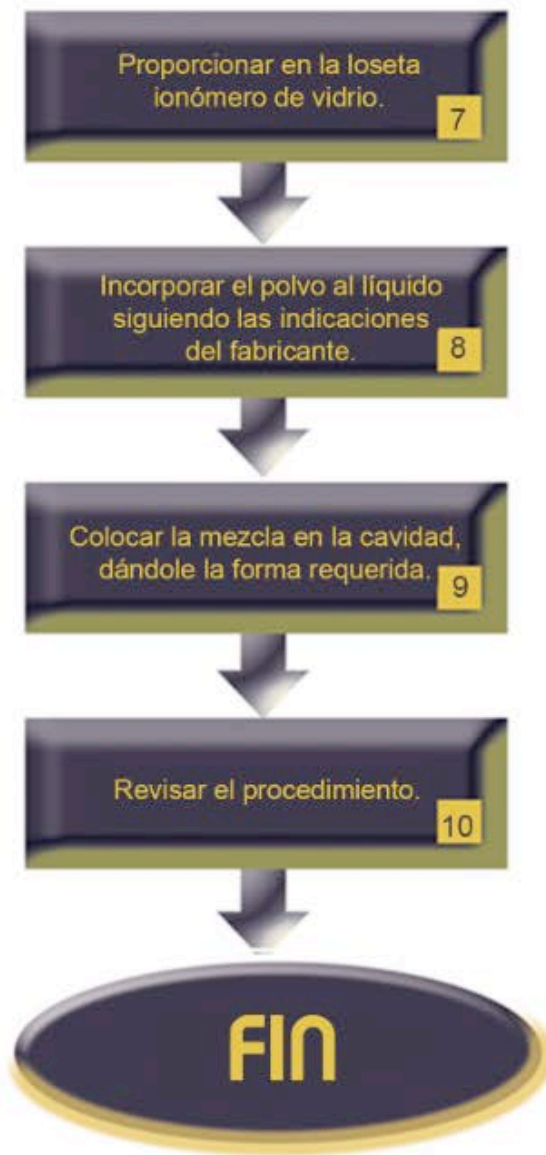 Proporcionar en la loseta
ionómero de vidrio.
7
Incorporar el polvo al líquido
siguiendo las indicaciones
del fabricante.
8
Colocar la mezcla en la cavidad,
dándole la forma requerida.
9
Revisar el procedimiento.
10
FIN